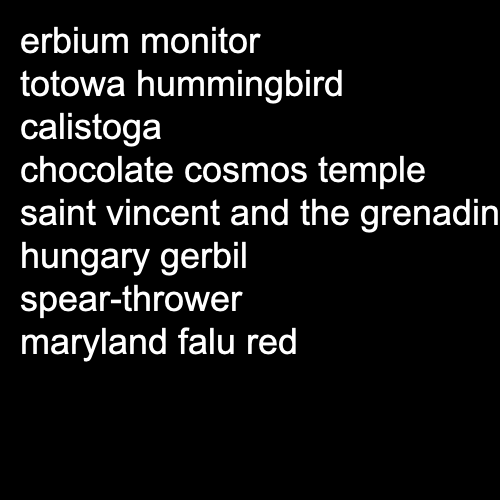 erbium monitor
totowa hummingbird
calistoga
chocolate cosmos temple
saint vincent and the grenadin
hungary gerbil
spear-thrower
maryland falu red